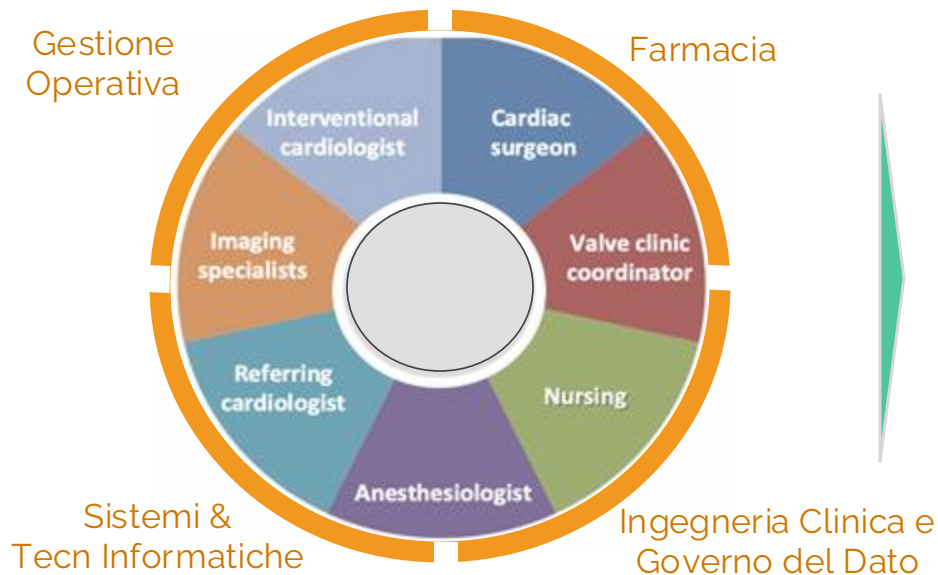 Gestione
Operativa
Farmacia
Interventional
cardiologist
Cardiac
surgeon
Imaging
specialists
Valve clinic
coordinator
Referring
cardiologist
Nursing
Anesthesiologist
Sistemi &
Tecn Informatiche
Ingegneria Clinica e
Governo del Dato